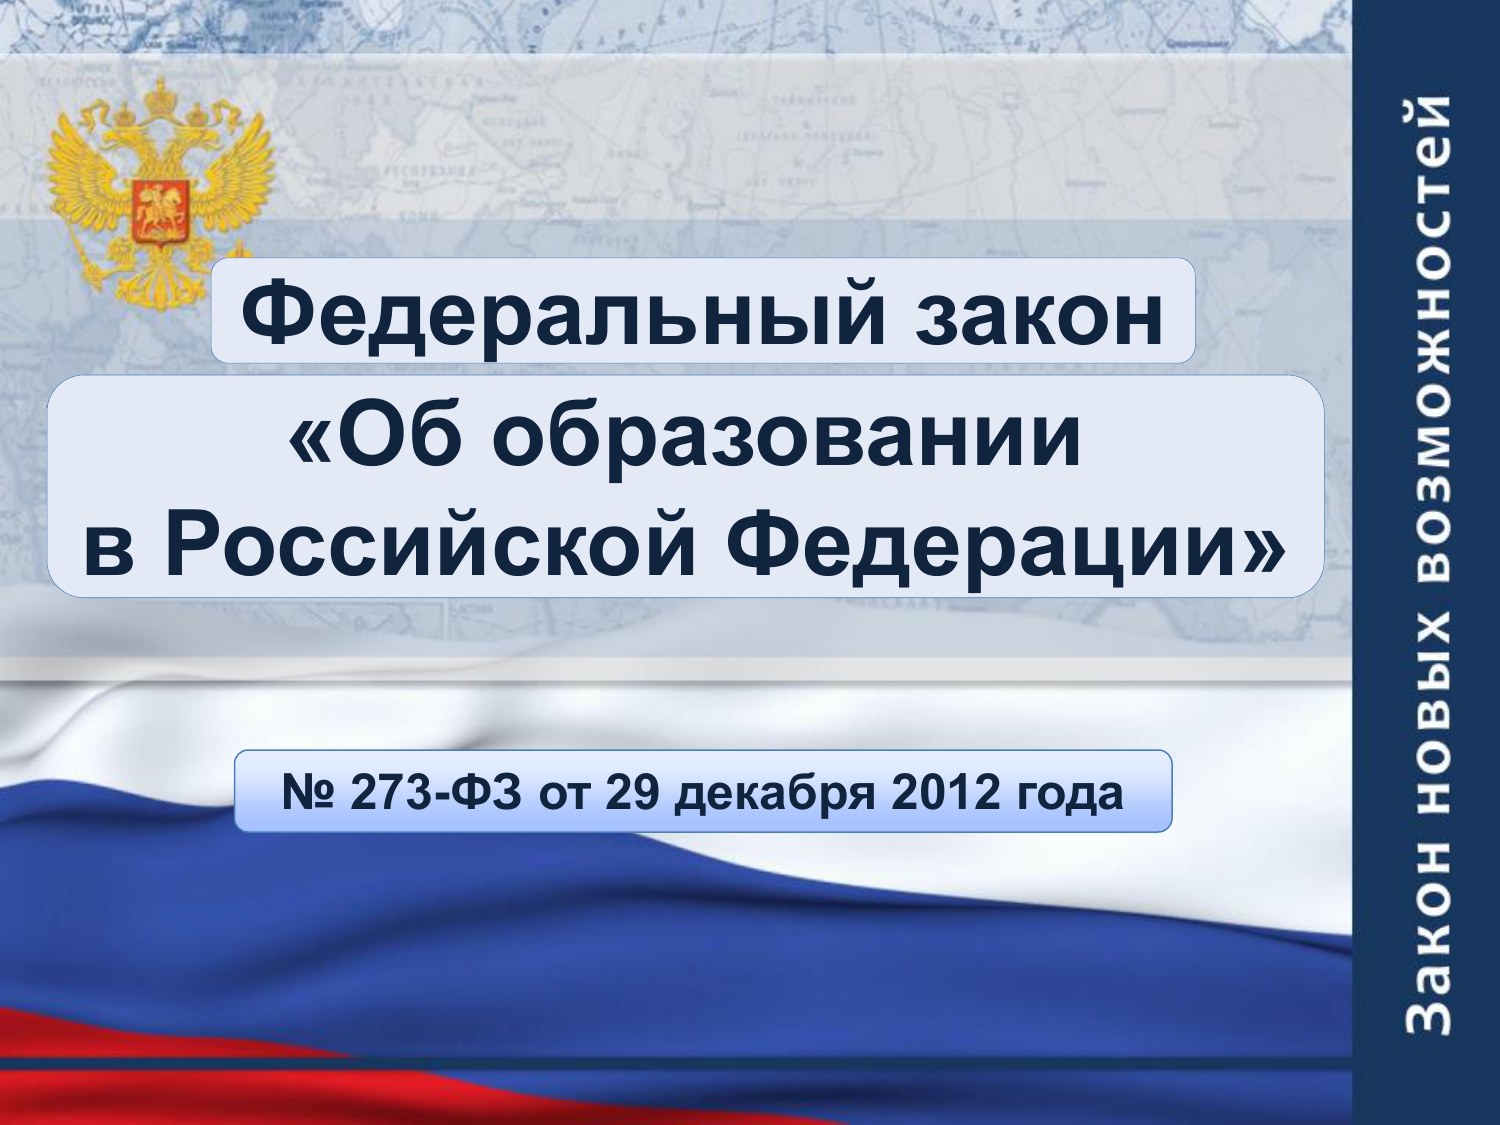 Федеральный закон
«Об образовании
в Российской Федерации»
№ 273-ФЗ от 29 декабря 2012 года
Закон новых возможностей